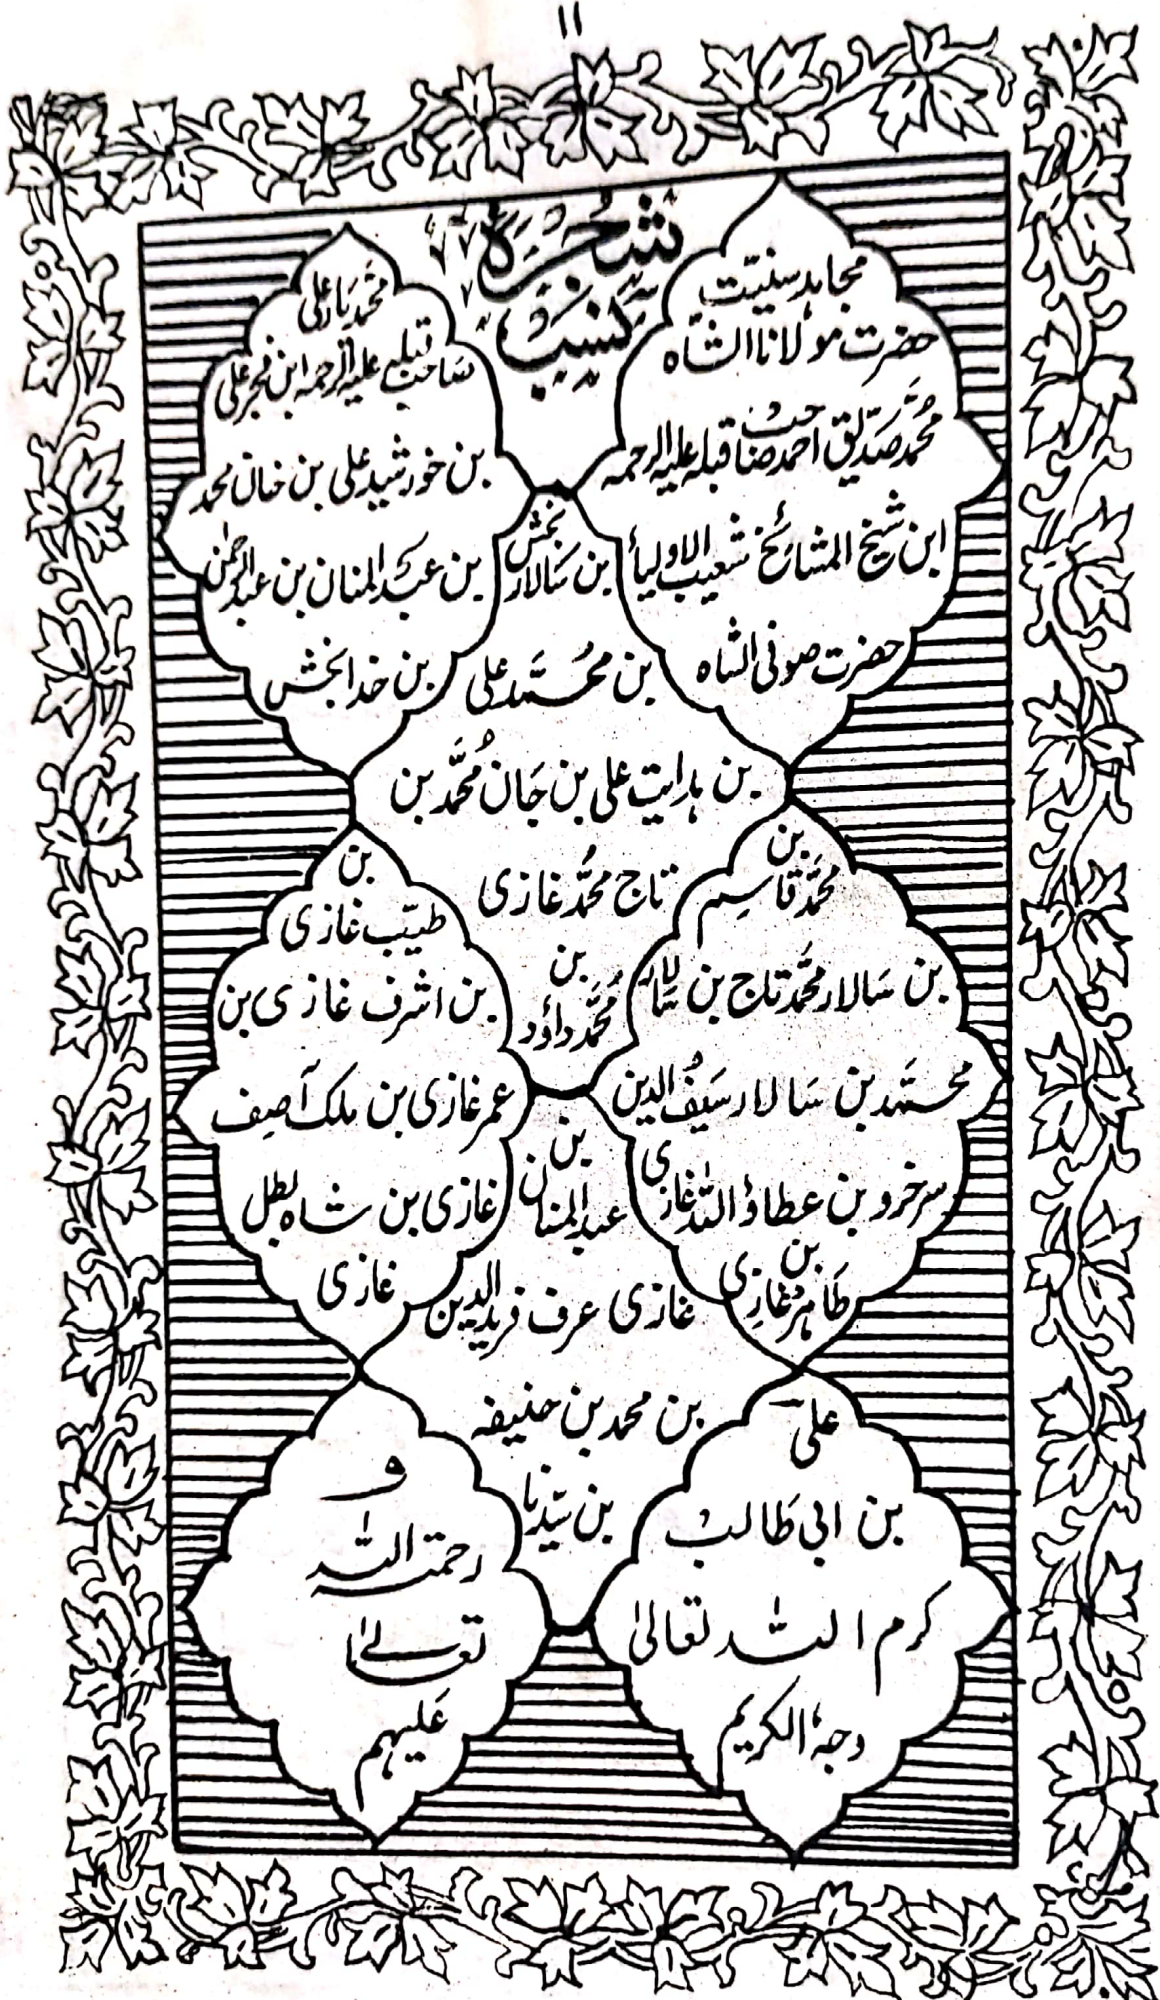 ۱۱
شجرہ
نسب
مجاہد سنیت
حضرت مولانا الشاہ
محمد صدیق احمد صاحب قبلہ علیہ الرحمہ
ابن شیخ المشائخ شعیب الاولیاء
حضرت صوفی الشاہ
محمد یار علی
صاحب قبلہ علیہ الرحمہ ابن فجر علی
بن خورشید علی بن خان محمد
بن عبد المنان بن عبد الرحمٰن
بن خدا بخش
بن سالار بخش
بن محمد علی
بن ہدایت علی بن جان محمد بن
تاج محمد غازی
بن
محمد داؤد
بن
محمد قاسم
بن سالار محمد تاج بن سالار
محمد بن سالار سیف الدین
سرخرو بن عطاؤ اللہ غازی
بن
طاہر غازی
بن
طیب غازی
بن اشرف غازی بن
عمر غازی بن ملک آصف
غازی بن شاہ بطل
غازی
بن
عبد المنان
غازی عرف فرید الدین
بن محمد بن حنیفہ
بن سیدنا
علی
بن ابی طالب
کرم اللہ تعالیٰ
وجہہ الکریم
و
رحمتہ اللہ
تعالےٰ
علیہم